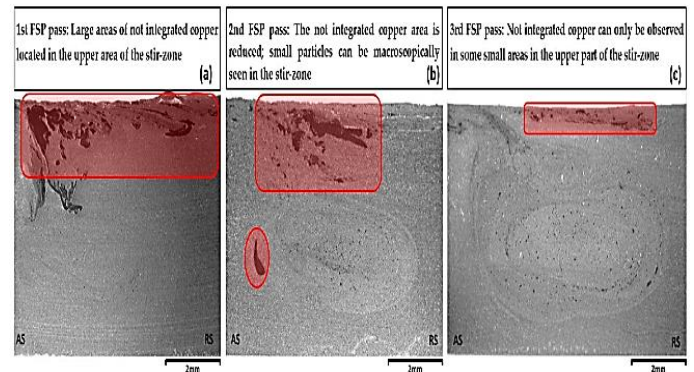 1st FSP pass: Large areas of not integrated copper
located in the upper area of the stir-zone
(a)
2nd FSP pass: The not integrated copper area is
reduced; small particles can be macroscopically
seen in the stir-zone
(b)
3rd FSP pass: Not integrated copper can only be observed
in some small areas in the upper part of the stir-zone
(c)
AS
RS
2mm
AS
RS
2mm
AS
RS
2mm